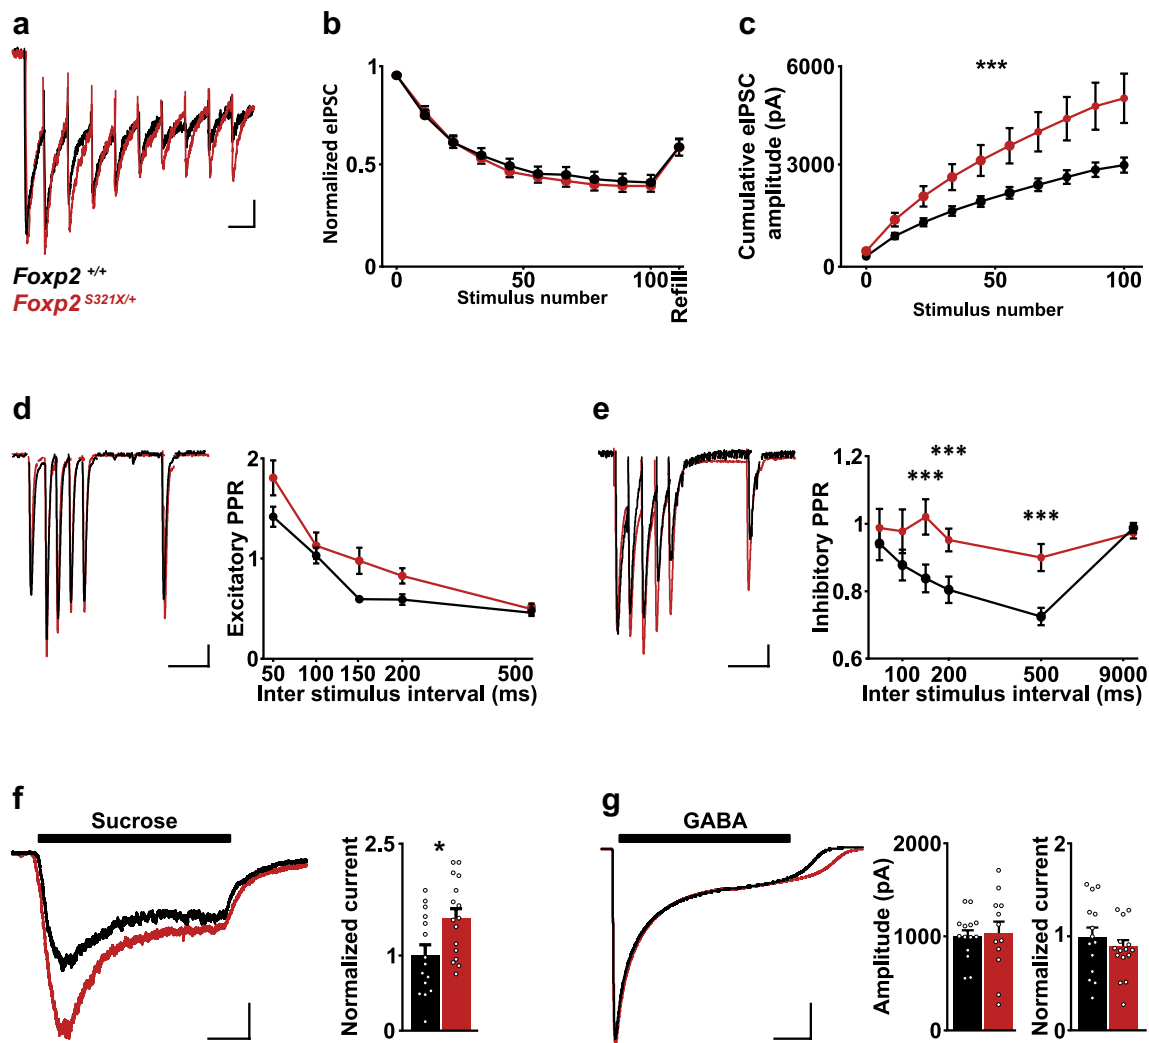 a
Foxp2 +/+
Foxp2 S321X/+
b
Normalized eIPSC
1
0.5
0
0 50 100
Refill
Stimulus number
c
***
Cumulative eIPSC
amplitude (pA)
6000
3000
0
0 50 100
Stimulus number
d
Excitatory PPR
2
1
0
50 100 150 200 500
Inter stimulus interval (ms)
e
***
***
***
Inhibitory PPR
1.2
1
0.8
0.6
100 200 500 9000
Inter stimulus interval (ms)
f
Sucrose
Normalized current
2.5
1
0
*
g
GABA
Amplitude (pA)
2000
1000
0
Normalized current
2
1
0